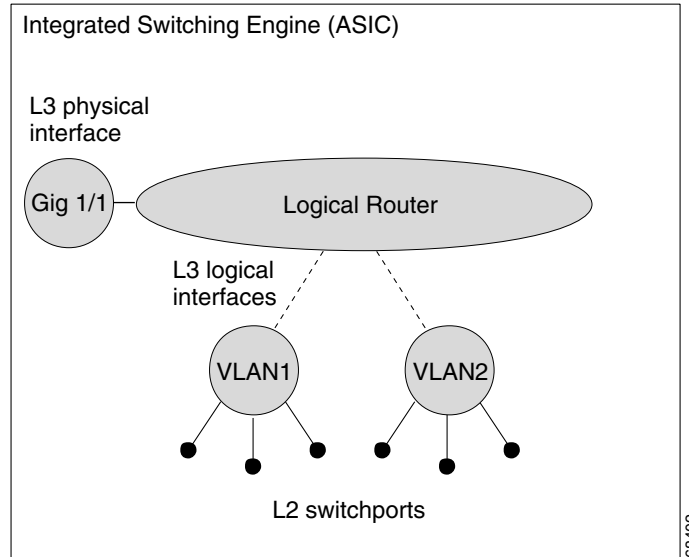 Integrated Switching Engine (ASIC)
L3 physical
interface
Gig 1/1
Logical Router
L3 logical
interfaces
VLAN1
VLAN2
L2 switchports